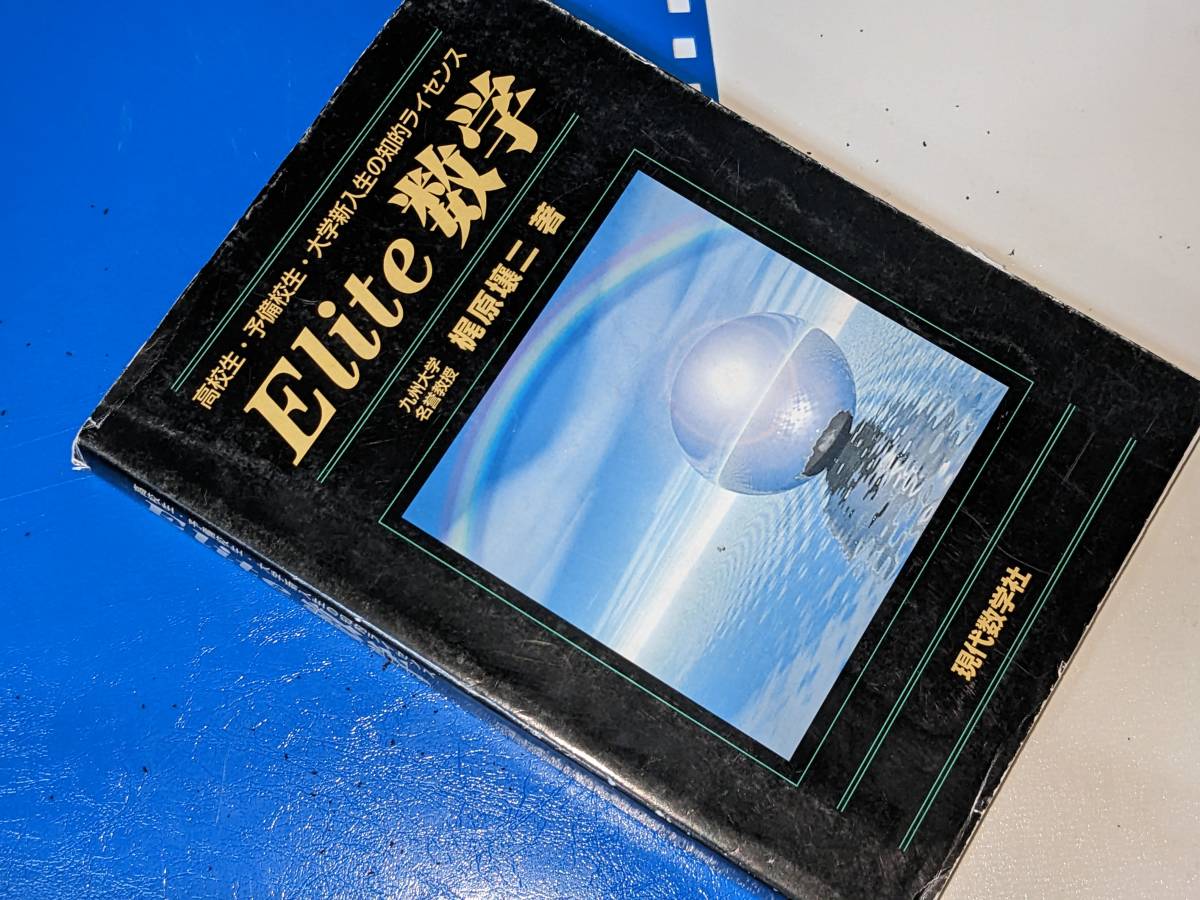 高校生・予備校生・大学新入生の知的ライセンス
Elite 数学
九州大学
名誉教授
梶原壤二 著
現代数学社